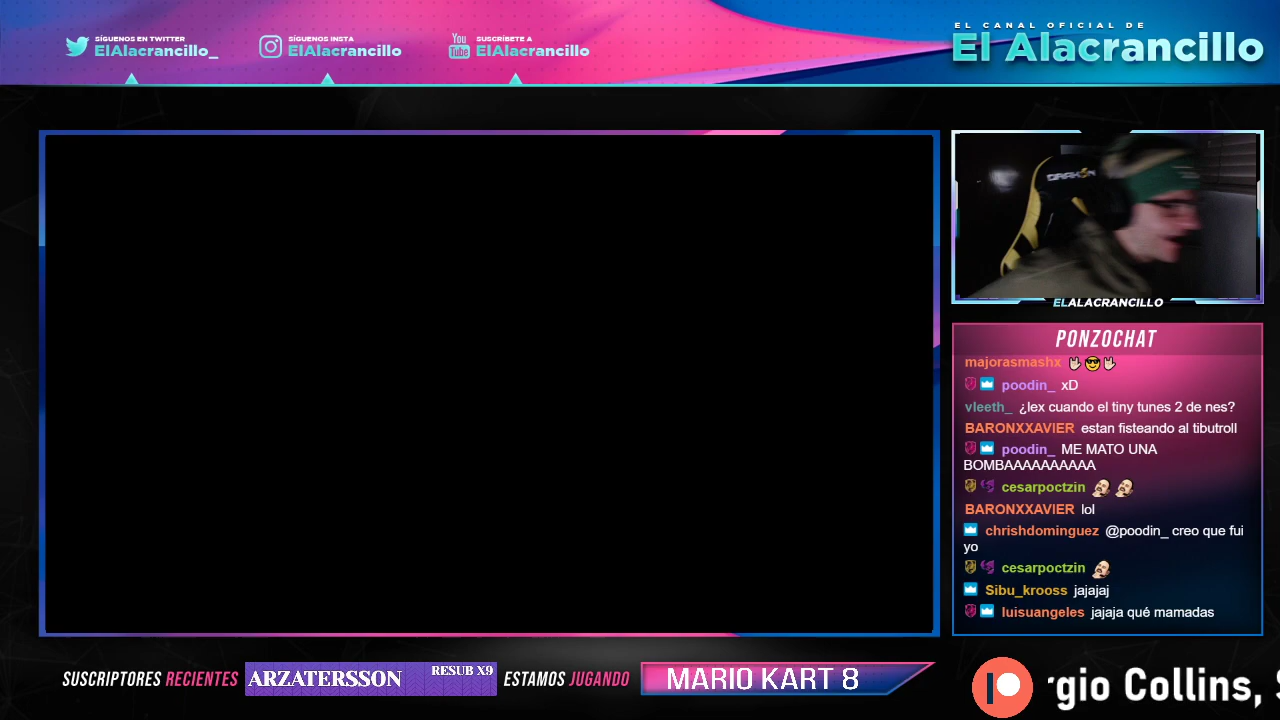 SÍGUENOS EN TWITTER
ElAlacrancillo_
SÍGUENOS INSTA
ElAlacrancillo
You
Tube
SUSCRÍBETE A
ElAlacrancillo
EL CANAL OFICIAL DE
El Alacrancillo
ELALACRANCILLO
PONZOCHAT
majorasmashx
poodin_ xD
vleeth_ ¿lex cuando el tiny tunes 2 de nes?
BARONXXAVIER estan fisteando al tibutroll
poodin_ ME MATO UNA
BOMBAAAAAAAAAA
cesarpoctzin
BARONXXAVIER lol
chrishdominguez @poodin_ creo que fui
yo
cesarpoctzin
Sibu_krooss jajajaj
luisuangeles jajaja qué mamadas
SUSCRIPTORES RECIENTES
ARZATERSSON
RESUB X9
ESTAMOS JUGANDO
MARIO KART 8
gio Collins,